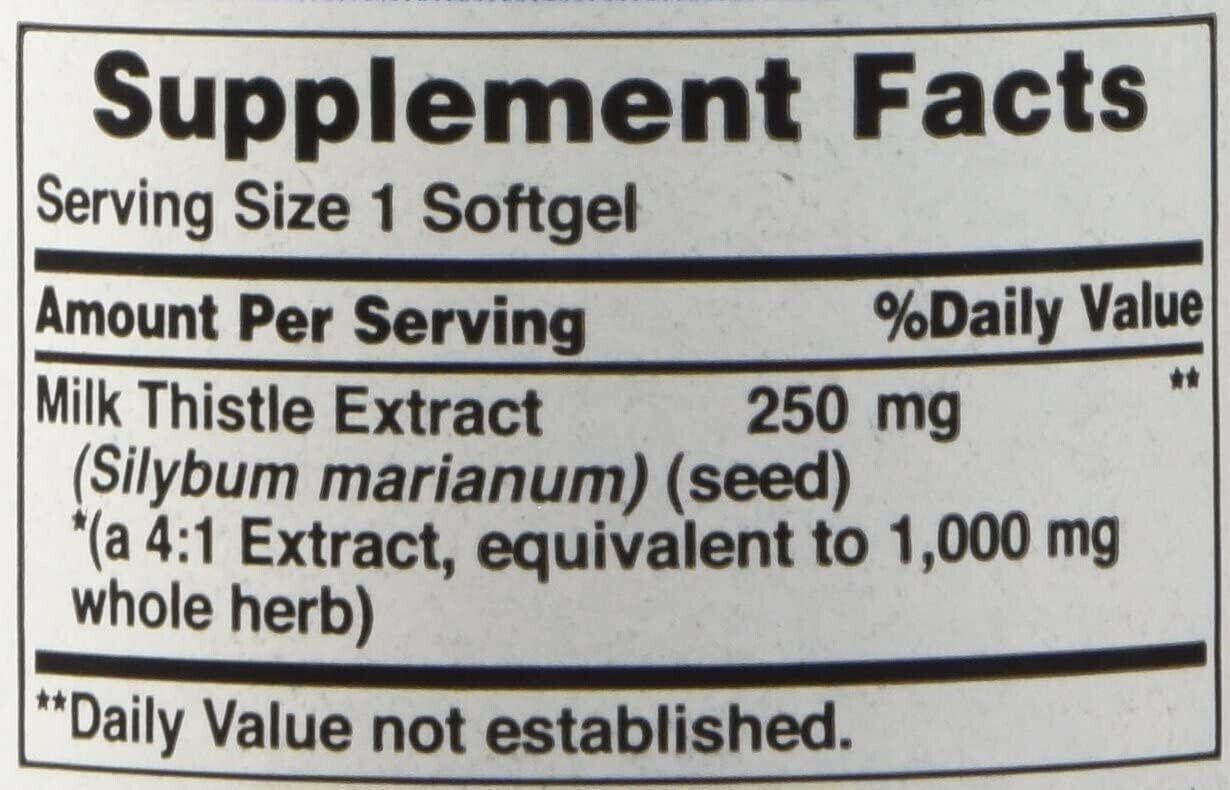 Supplement Facts
Serving Size 1 Softgel
Amount Per Serving %Daily Value
Milk Thistle Extract 250 mg **
(Silybum marianum) (seed)
*(a 4:1 Extract, equivalent to 1,000 mg
whole herb)
**Daily Value not established.